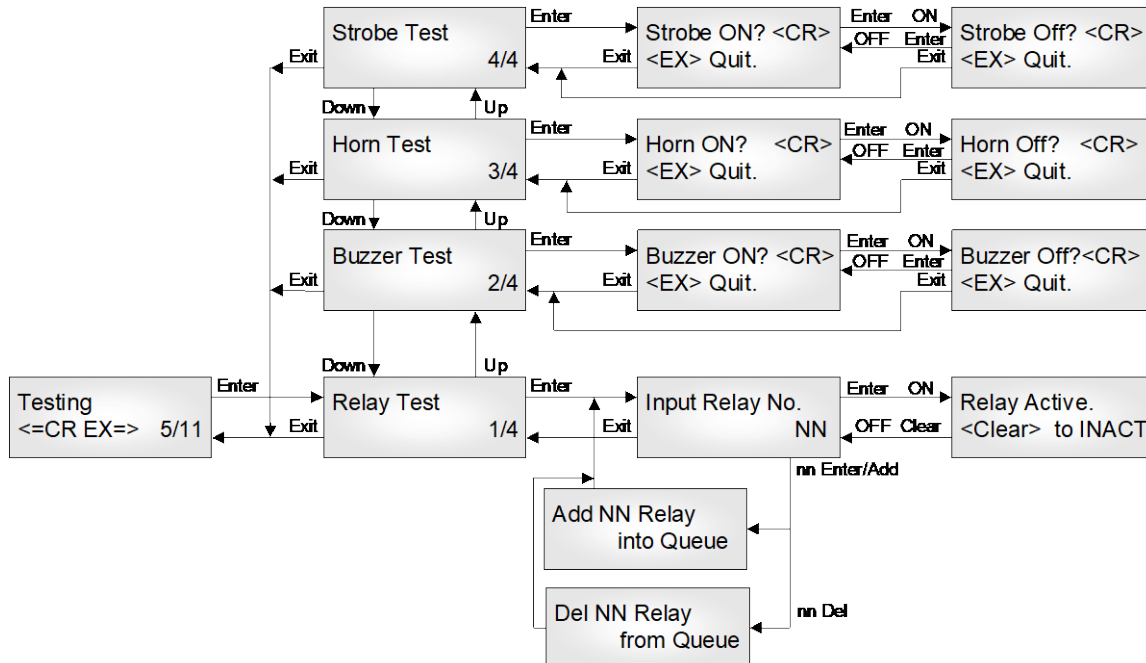 Strobe Test
4/4
Enter
Strobe ON? <CR>
<EX> Quit.
Enter ON
OFF Enter
Strobe Off? <CR>
<EX> Quit.
Exit
Exit
Exit
Down
Up
Horn Test
3/4
Enter
Horn ON? <CR>
<EX> Quit.
Enter ON
OFF Enter
Horn Off? <CR>
<EX> Quit.
Exit
Exit
Exit
Down
Up
Buzzer Test
2/4
Enter
Buzzer ON? <CR>
<EX> Quit.
Enter ON
OFF Enter
Buzzer Off?<CR>
<EX> Quit.
Exit
Exit
Exit
Down
Up
Testing
<=CR EX=> 5/11
Enter
Exit
Relay Test
1/4
Enter
Exit
Input Relay No.
NN
Enter ON
OFF Clear
Relay Active.
<Clear> to INACT
nn Enter/Add
Add NN Relay
into Queue
nn Del
Del NN Relay
from Queue